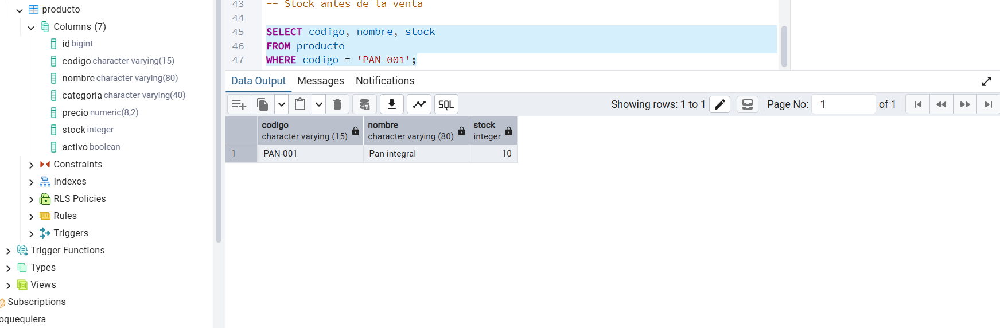 producto
Columns (7)
id bigint
codigo character varying(15)
nombre character varying(80)
categoria character varying(40)
precio numeric(8,2)
stock integer
activo boolean
Constraints
Indexes
RLS Policies
Rules
Triggers
Trigger Functions
Types
Views
Subscriptions
oquequiera
43 -- Stock antes de la venta
44
45 SELECT codigo, nombre, stock
46 FROM producto
47 WHERE codigo = 'PAN-001';
Data Output Messages Notifications
SQL Showing rows: 1 to 1 Page No: 1 of 1
codigo nombre stock
character varying (15) character varying (80) integer
1 PAN-001 Pan integral 10